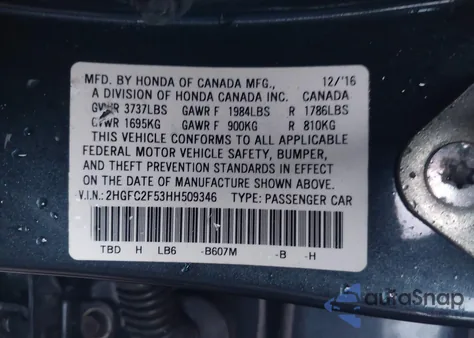 MFD. BY HONDA OF CANADA MFG., 12/'16
A DIVISION OF HONDA CANADA INC. CANADA
GVWR 3737LBS GAWR F 1984LBS R 1786LBS
GVWR 1695KG GAWR F 900KG R 810KG
THIS VEHICLE CONFORMS TO ALL APPLICABLE
FEDERAL MOTOR VEHICLE SAFETY, BUMPER,
AND THEFT PREVENTION STANDARDS IN EFFECT
ON THE DATE OF MANUFACTURE SHOWN ABOVE.
V.I.N.: 2HGFC2F53HH509346 TYPE: PASSENGER CAR
TBD H LB6 -B607M -B -H
autoSnap